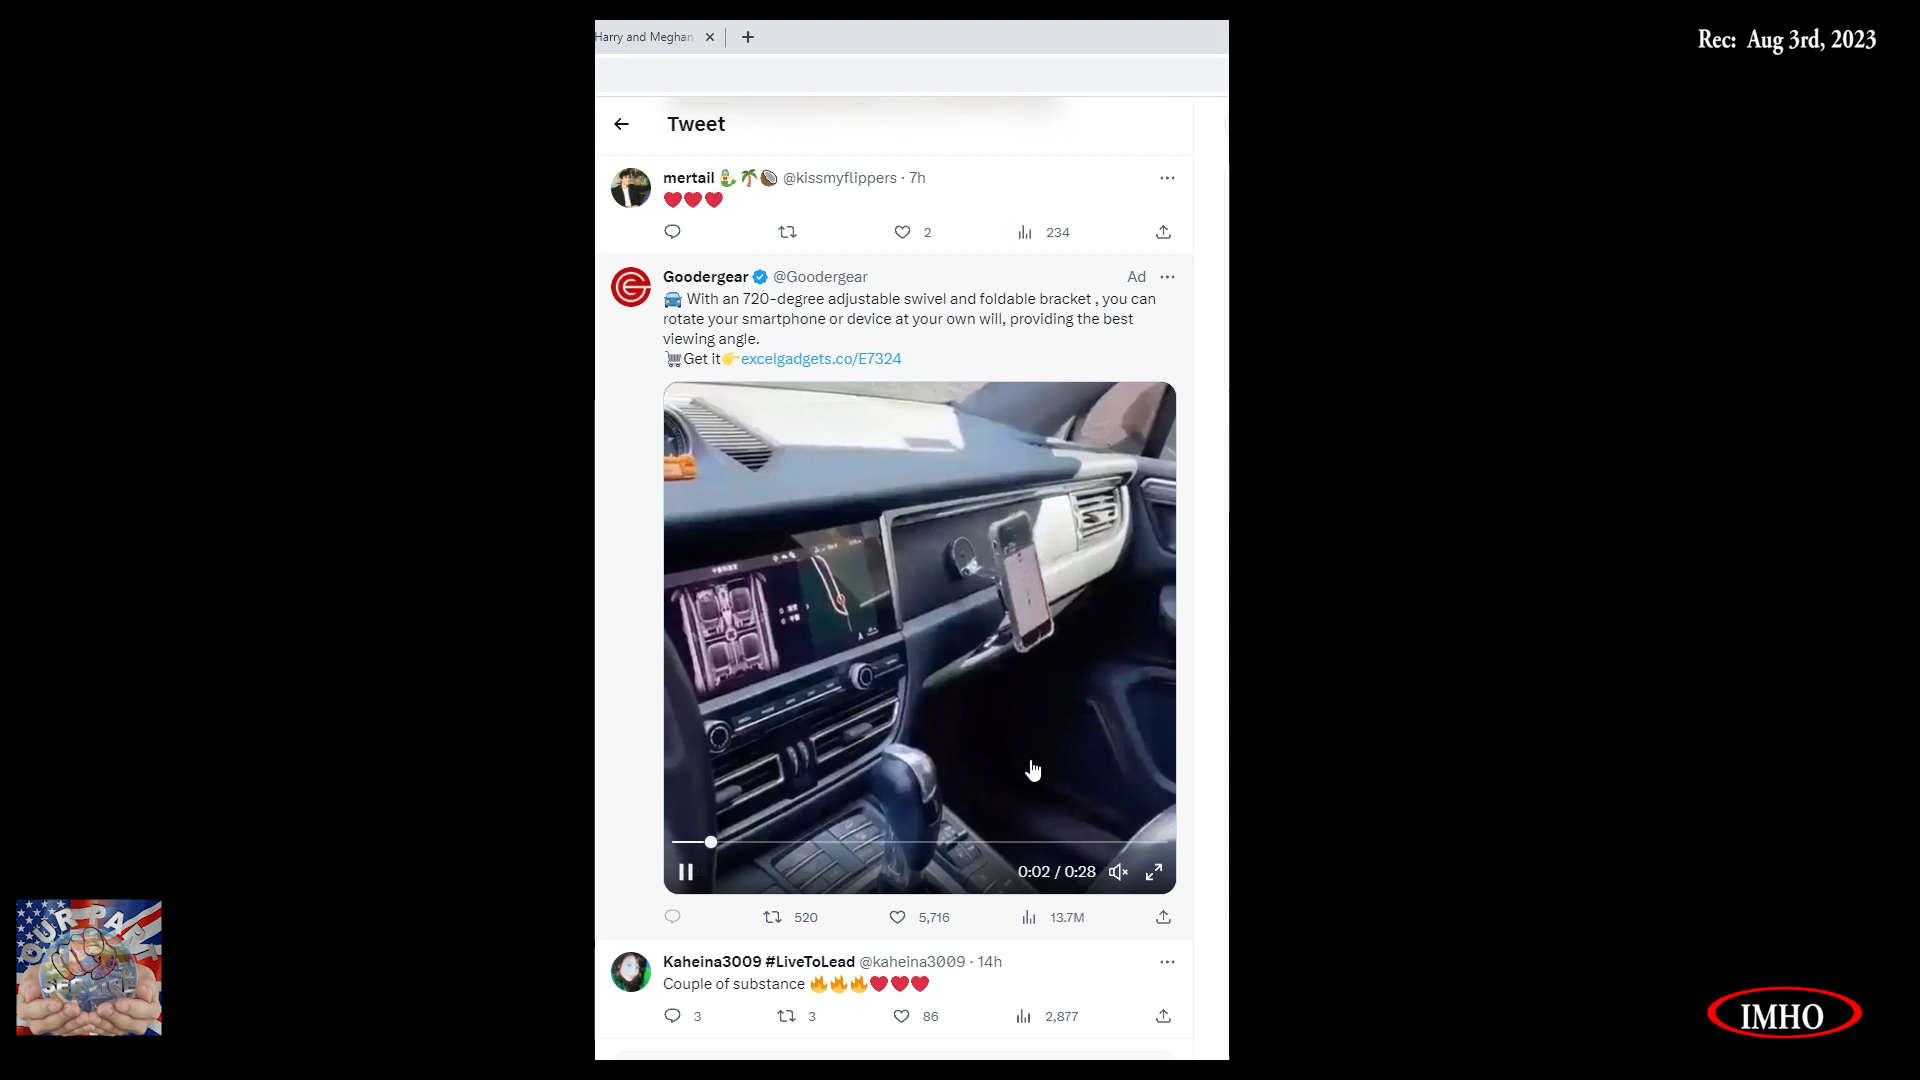 Harry and Meghan
Rec: Aug 3rd, 2023
Tweet
mertail @kissmyflippers · 7h
2
234
Goodergear @Goodergear
Ad
With an 720-degree adjustable swivel and foldable bracket , you can
rotate your smartphone or device at your own will, providing the best
viewing angle.
Get it excelgadgets.co/E7324
0:02 / 0:28
520
5,716
13.7M
Kaheina3009 #LiveToLead @kaheina3009 · 14h
Couple of substance
3
3
86
2,877
OUR PART
SERVICE
IMHO